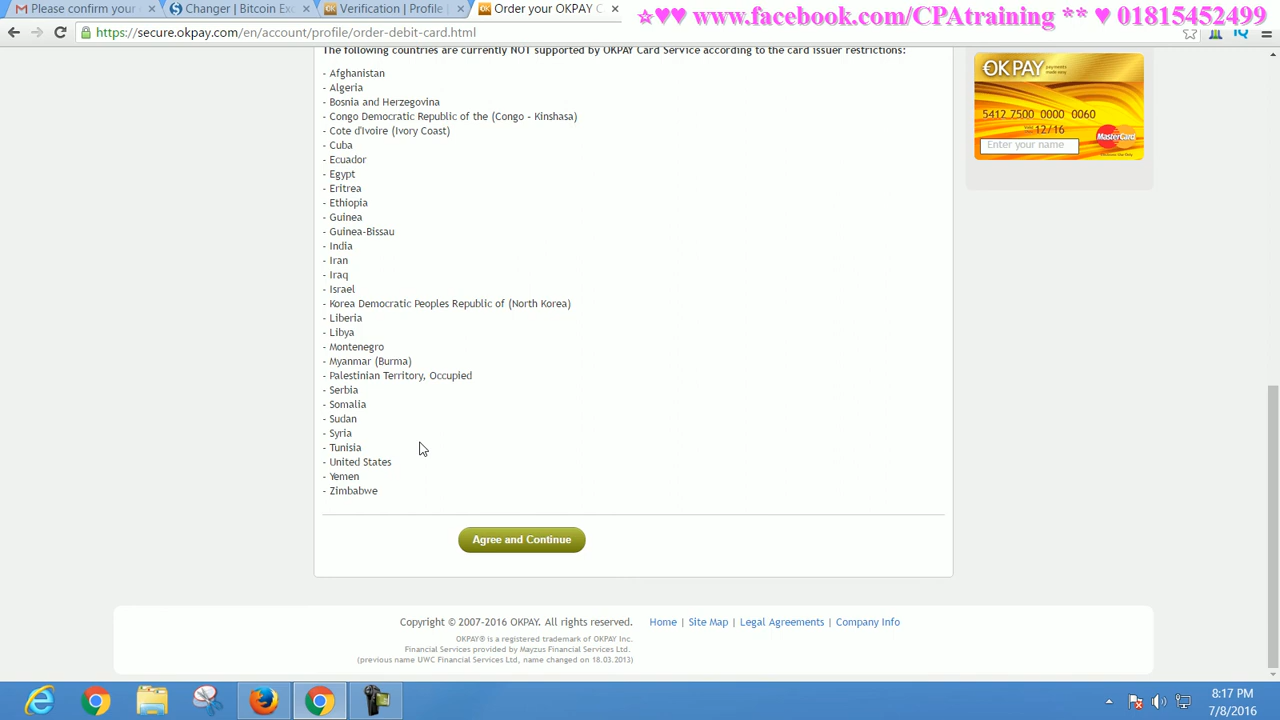 Please confirm your
Changer | Bitcoin Ex
Verification | Profile
Order your OKPAY C
☆♥♥ www.facebook.com/CPAtraining ** ♥ 01815452499
https://secure.okpay.com/en/account/profile/order-debit-card.html
The following countries are currently NOT supported by OKPAY Card Service according to the card issuer restrictions:
- Afghanistan
- Algeria
- Bosnia and Herzegovina
- Congo Democratic Republic of the (Congo - Kinshasa)
- Cote d'Ivoire (Ivory Coast)
- Cuba
- Ecuador
- Egypt
- Eritrea
- Ethiopia
- Guinea
- Guinea-Bissau
- India
- Iran
- Iraq
- Israel
- Korea Democratic Peoples Republic of (North Korea)
- Liberia
- Libya
- Montenegro
- Myanmar (Burma)
- Palestinian Territory, Occupied
- Serbia
- Somalia
- Sudan
- Syria
- Tunisia
- United States
- Yemen
- Zimbabwe
Agree and Continue
OKPAY payments made easy
5412 7500 0000 0060
12/16
Enter your name
MasterCard
Copyright © 2007-2016 OKPAY. All rights reserved.
OKPAY® is a registered trademark of OKPAY Inc.
Financial Services provided by Mayzus Financial Services Ltd.
(previous name UWC Financial Services Ltd, name changed on 18.03.2013)
Home | Site Map | Legal Agreements | Company Info
8:17 PM
7/8/2016